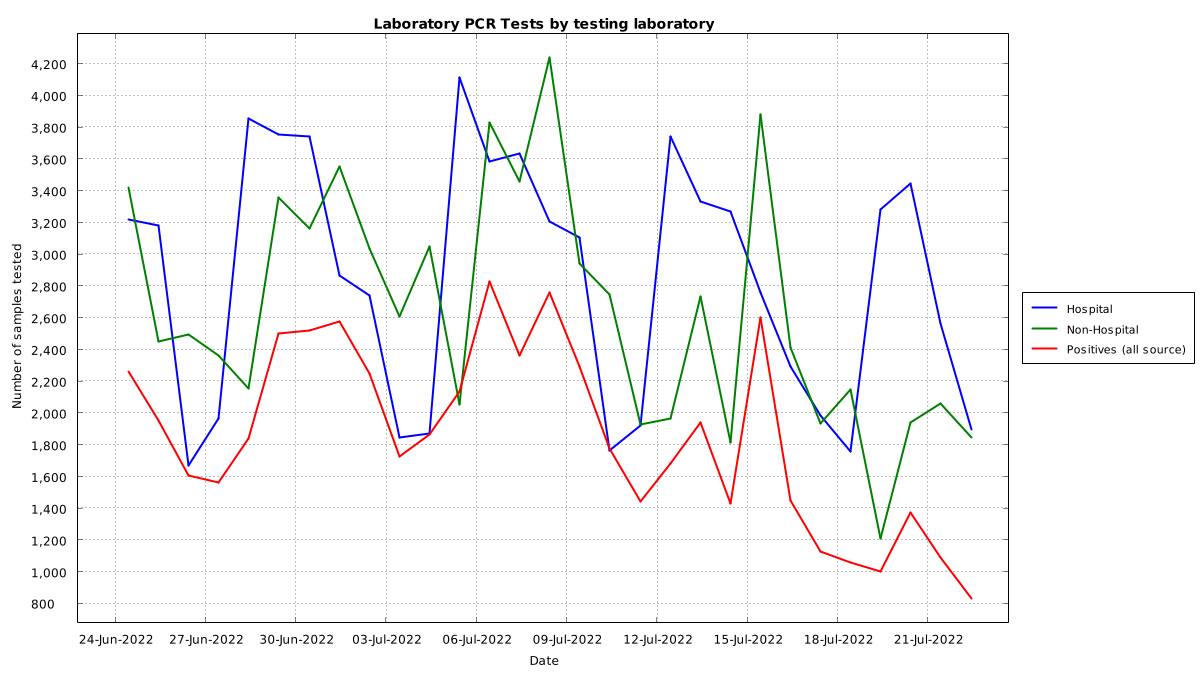 Laboratory PCR Tests by testing laboratory
4,200
4,000
3,800
3,600
3,400
3,200
3,000
2,800
2,600
2,400
2,200
2,000
1,800
1,600
1,400
1,200
1,000
800
Number of samples tested
24-Jun-2022 27-Jun-2022 30-Jun-2022 03-Jul-2022 06-Jul-2022 09-Jul-2022 12-Jul-2022 15-Jul-2022 18-Jul-2022 21-Jul-2022
Date
Hospital
Non-Hospital
Positives (all source)